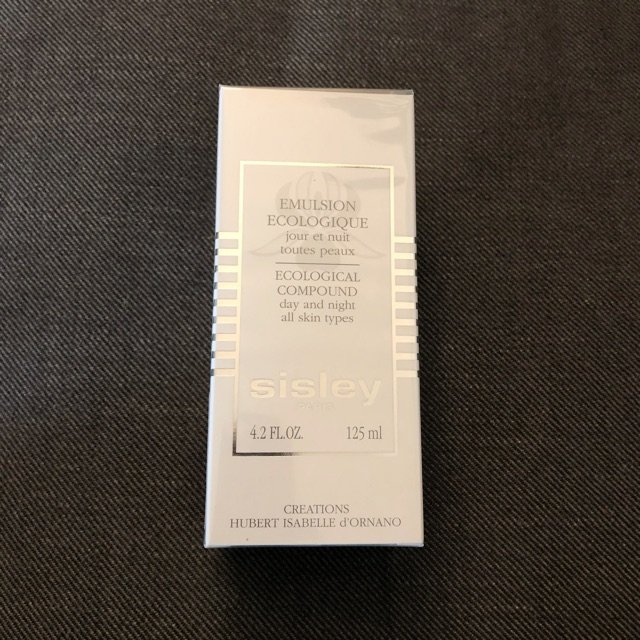 EMULSION
ECOLOGIQUE
jour et nuit
toutes peaux
ECOLOGICAL
COMPOUND
day and night
all skin types
sisley
PARIS
4.2 FL.OZ. 125 ml
CREATIONS
HUBERT ISABELLE d'ORNANO